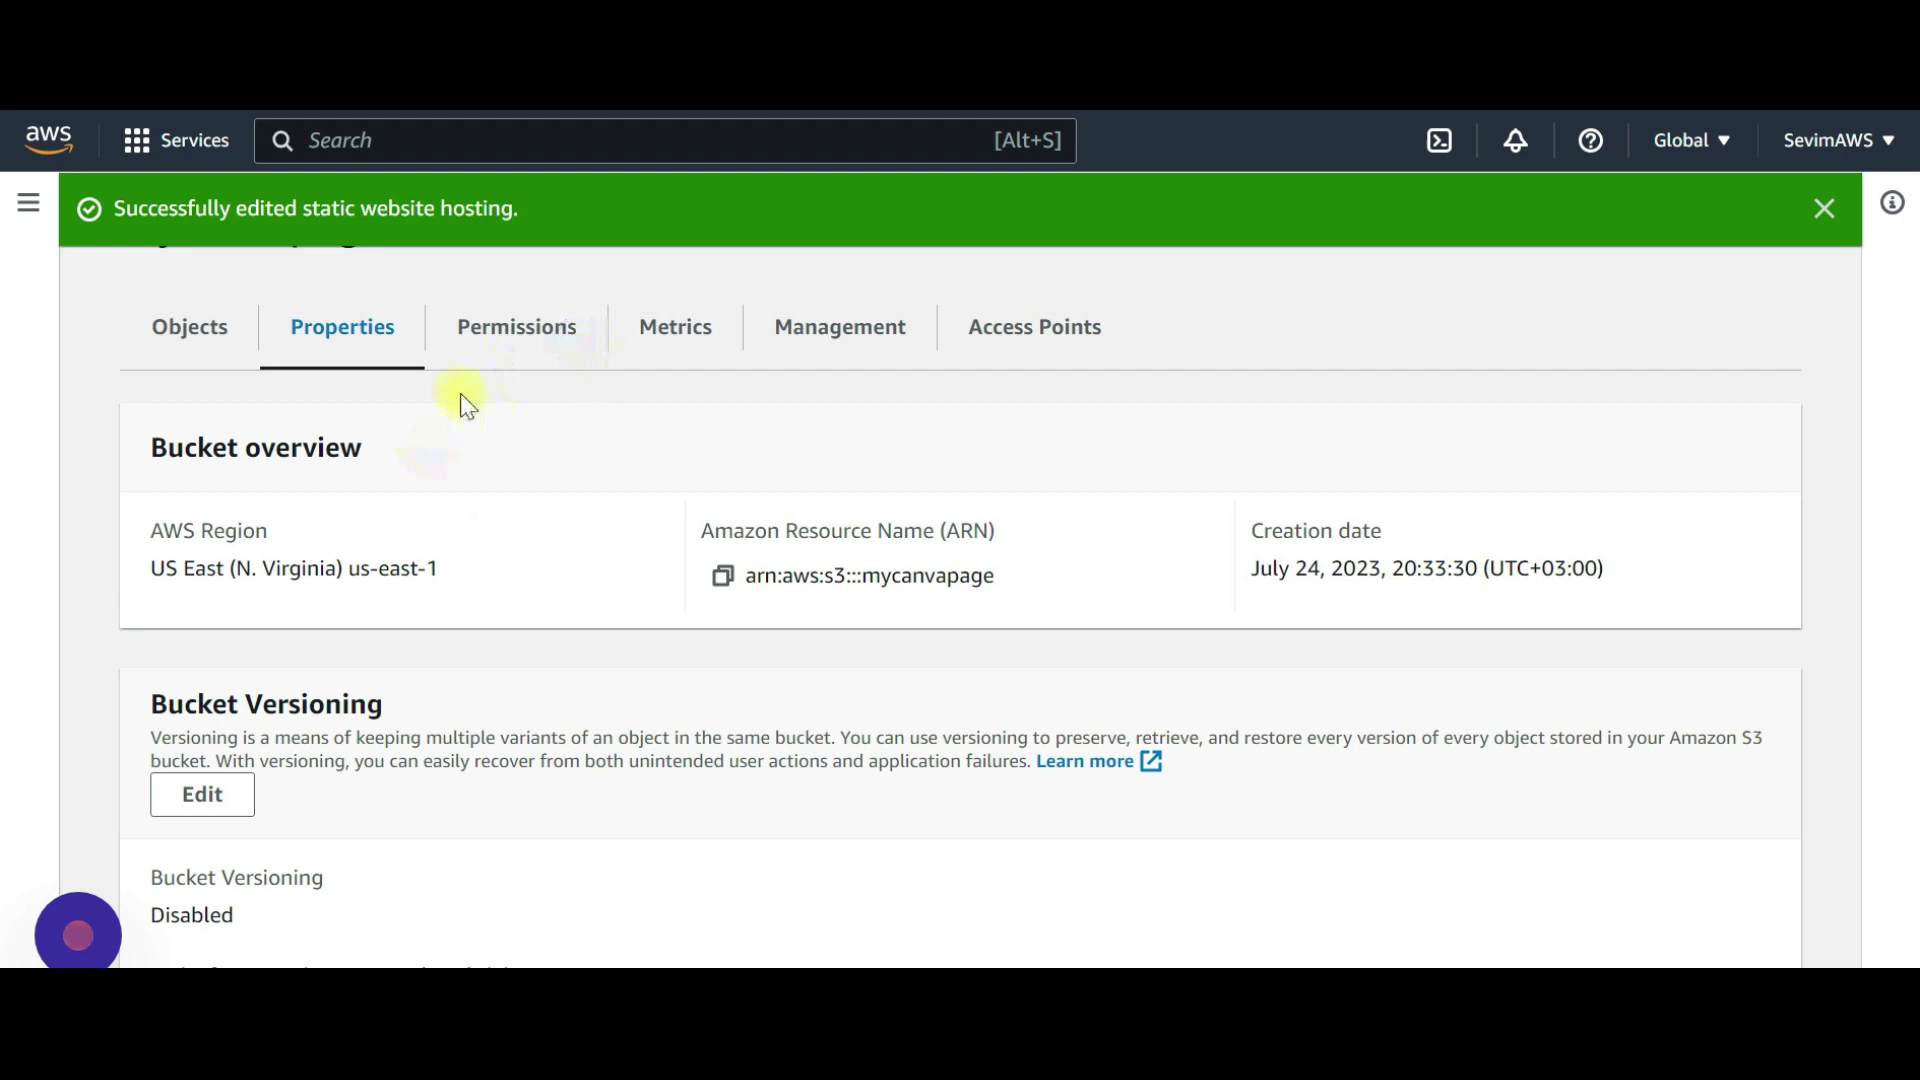 aws
Services
Search
[Alt+S]
Global
SevimAWS
Successfully edited static website hosting.
Objects
Properties
Permissions
Metrics
Management
Access Points
Bucket overview
AWS Region
US East (N. Virginia) us-east-1
Amazon Resource Name (ARN)
arn:aws:s3:::mycanvapage
Creation date
July 24, 2023, 20:33:30 (UTC+03:00)
Bucket Versioning
Versioning is a means of keeping multiple variants of an object in the same bucket. You can use versioning to preserve, retrieve, and restore every version of every object stored in your Amazon S3
bucket. With versioning, you can easily recover from both unintended user actions and application failures. Learn more
Edit
Bucket Versioning
Disabled